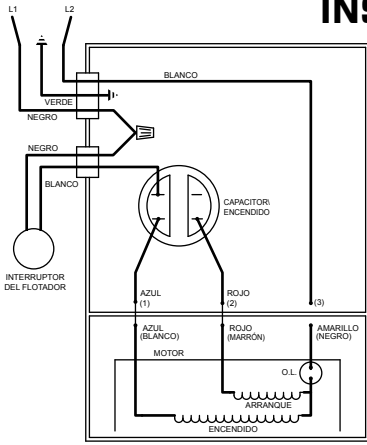 INS
L1
L2
BLANCO
VERDE
NEGRO
NEGRO
BLANCO
CAPACITOR\
ENCENDIDO
INTERRUPTOR
DEL FLOTADOR
AZUL
(1)
ROJO
(2)
(3)
AZUL
(BLANCO)
ROJO
(MARRÓN)
AMARILLO
(NEGRO)
MOTOR
O.L.
ARRANQUE
ENCENDIDO